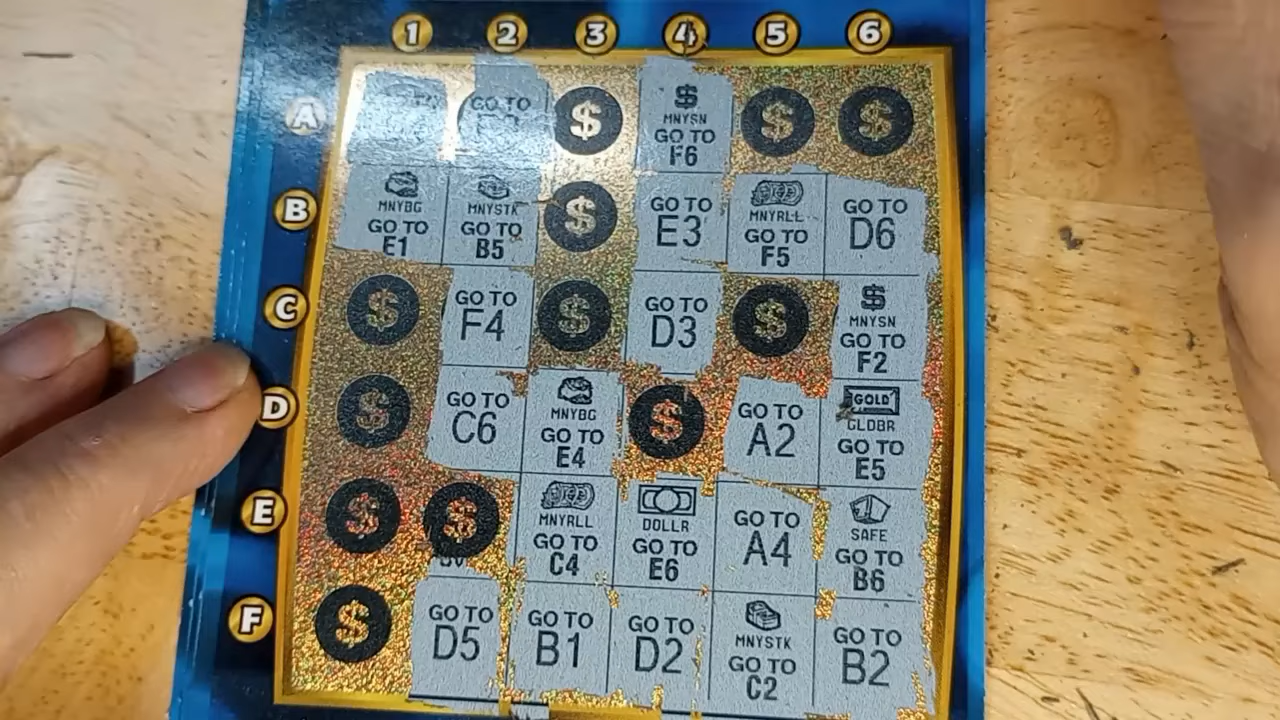 1 2 3 4 5 6
A GO TO $ $ MNYSN GO TO F6 $ $
B MNYBG GO TO E1 MNYSTK GO TO B5 $ GO TO E3 MNYRLL GO TO F5 GO TO D6
C $ GO TO F4 $ GO TO D3 $ $ MNYSN GO TO F2
D $ GO TO C6 MNYBG GO TO E4 $ GO TO A2 GOLD GLDBR GO TO E5
E $ $ MNYRLL GO TO C4 DOLLR GO TO E6 GO TO A4 SAFE GO TO B6
F $ GO TO D5 GO TO B1 GO TO D2 MNYSTK GO TO C2 GO TO B2